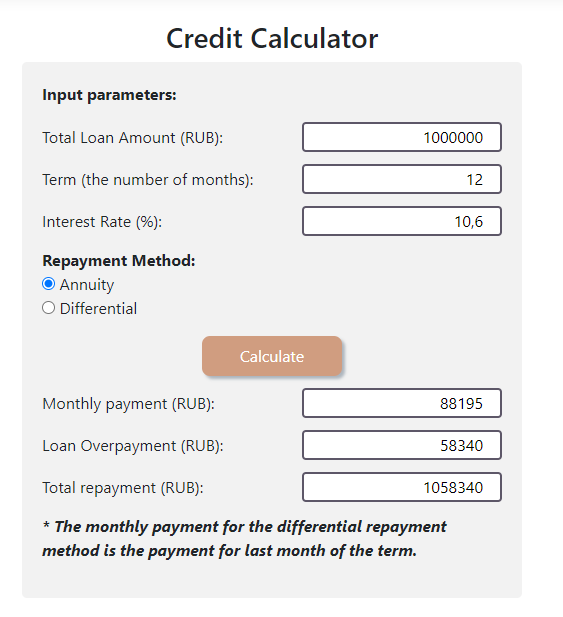 Credit Calculator
Input parameters:
Total Loan Amount (RUB): 1000000
Term (the number of months): 12
Interest Rate (%): 10,6
Repayment Method:
Annuity
Differential
Calculate
Monthly payment (RUB): 88195
Loan Overpayment (RUB): 58340
Total repayment (RUB): 1058340
* The monthly payment for the differential repayment
method is the payment for last month of the term.